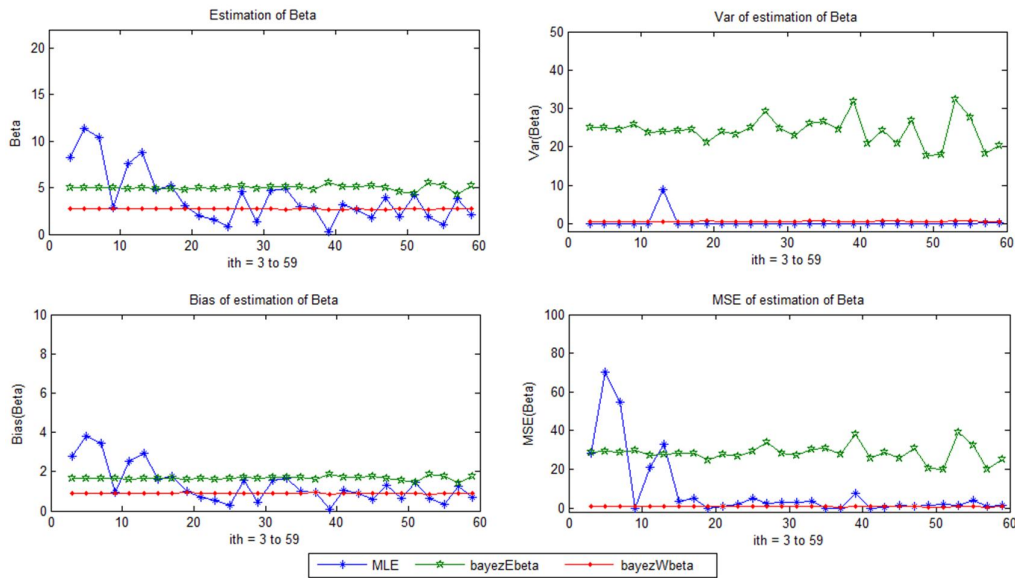 Estimation of Beta
20
15
10
5
0
Beta
0 10 20 30 40 50 60
ith = 3 to 59
Var of estimation of Beta
50
40
30
20
10
0
Var(Beta)
0 10 20 30 40 50 60
ith = 3 to 59
Bias of estimation of Beta
10
8
6
4
2
0
Bias(Beta)
0 10 20 30 40 50 60
ith = 3 to 59
MSE of estimation of Beta
100
80
60
40
20
0
MSE(Beta)
0 10 20 30 40 50 60
ith = 3 to 59
MLE bayezEbeta bayezWbeta